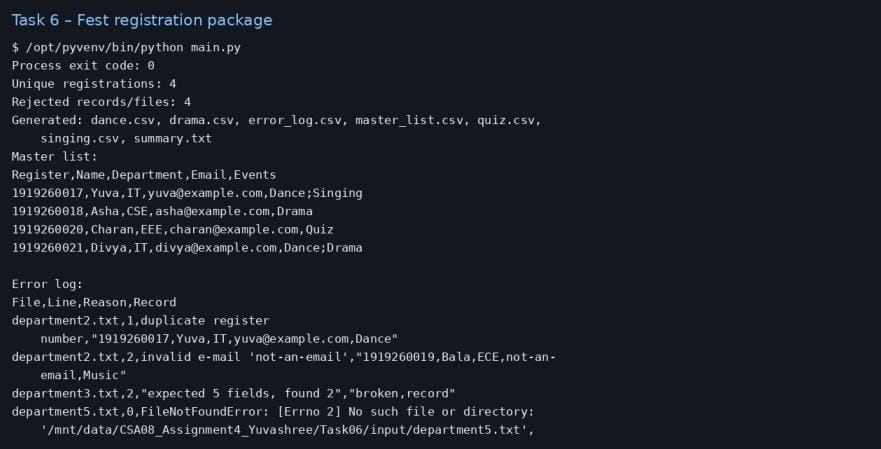 Task 6 – Fest registration package
$ /opt/pyvenv/bin/python main.py
Process exit code: 0
Unique registrations: 4
Rejected records/files: 4
Generated: dance.csv, drama.csv, error_log.csv, master_list.csv, quiz.csv,
singing.csv, summary.txt
Master list:
Register,Name,Department,Email,Events
1919260017,Yuva,IT,yuva@example.com,Dance;Singing
1919260018,Asha,CSE,asha@example.com,Drama
1919260020,Charan,EEE,charan@example.com,Quiz
1919260021,Divya,IT,divya@example.com,Dance;Drama
Error log:
File,Line,Reason,Record
department2.txt,1,duplicate register
number,"1919260017,Yuva,IT,yuva@example.com,Dance"
department2.txt,2,invalid e-mail 'not-an-email',"1919260019,Bala,ECE,not-an-
email,Music"
department3.txt,2,"expected 5 fields, found 2","broken,record"
department5.txt,0,FileNotFoundError: [Errno 2] No such file or directory:
'/mnt/data/CSA08_Assignment4_Yuvashree/Task06/input/department5.txt',